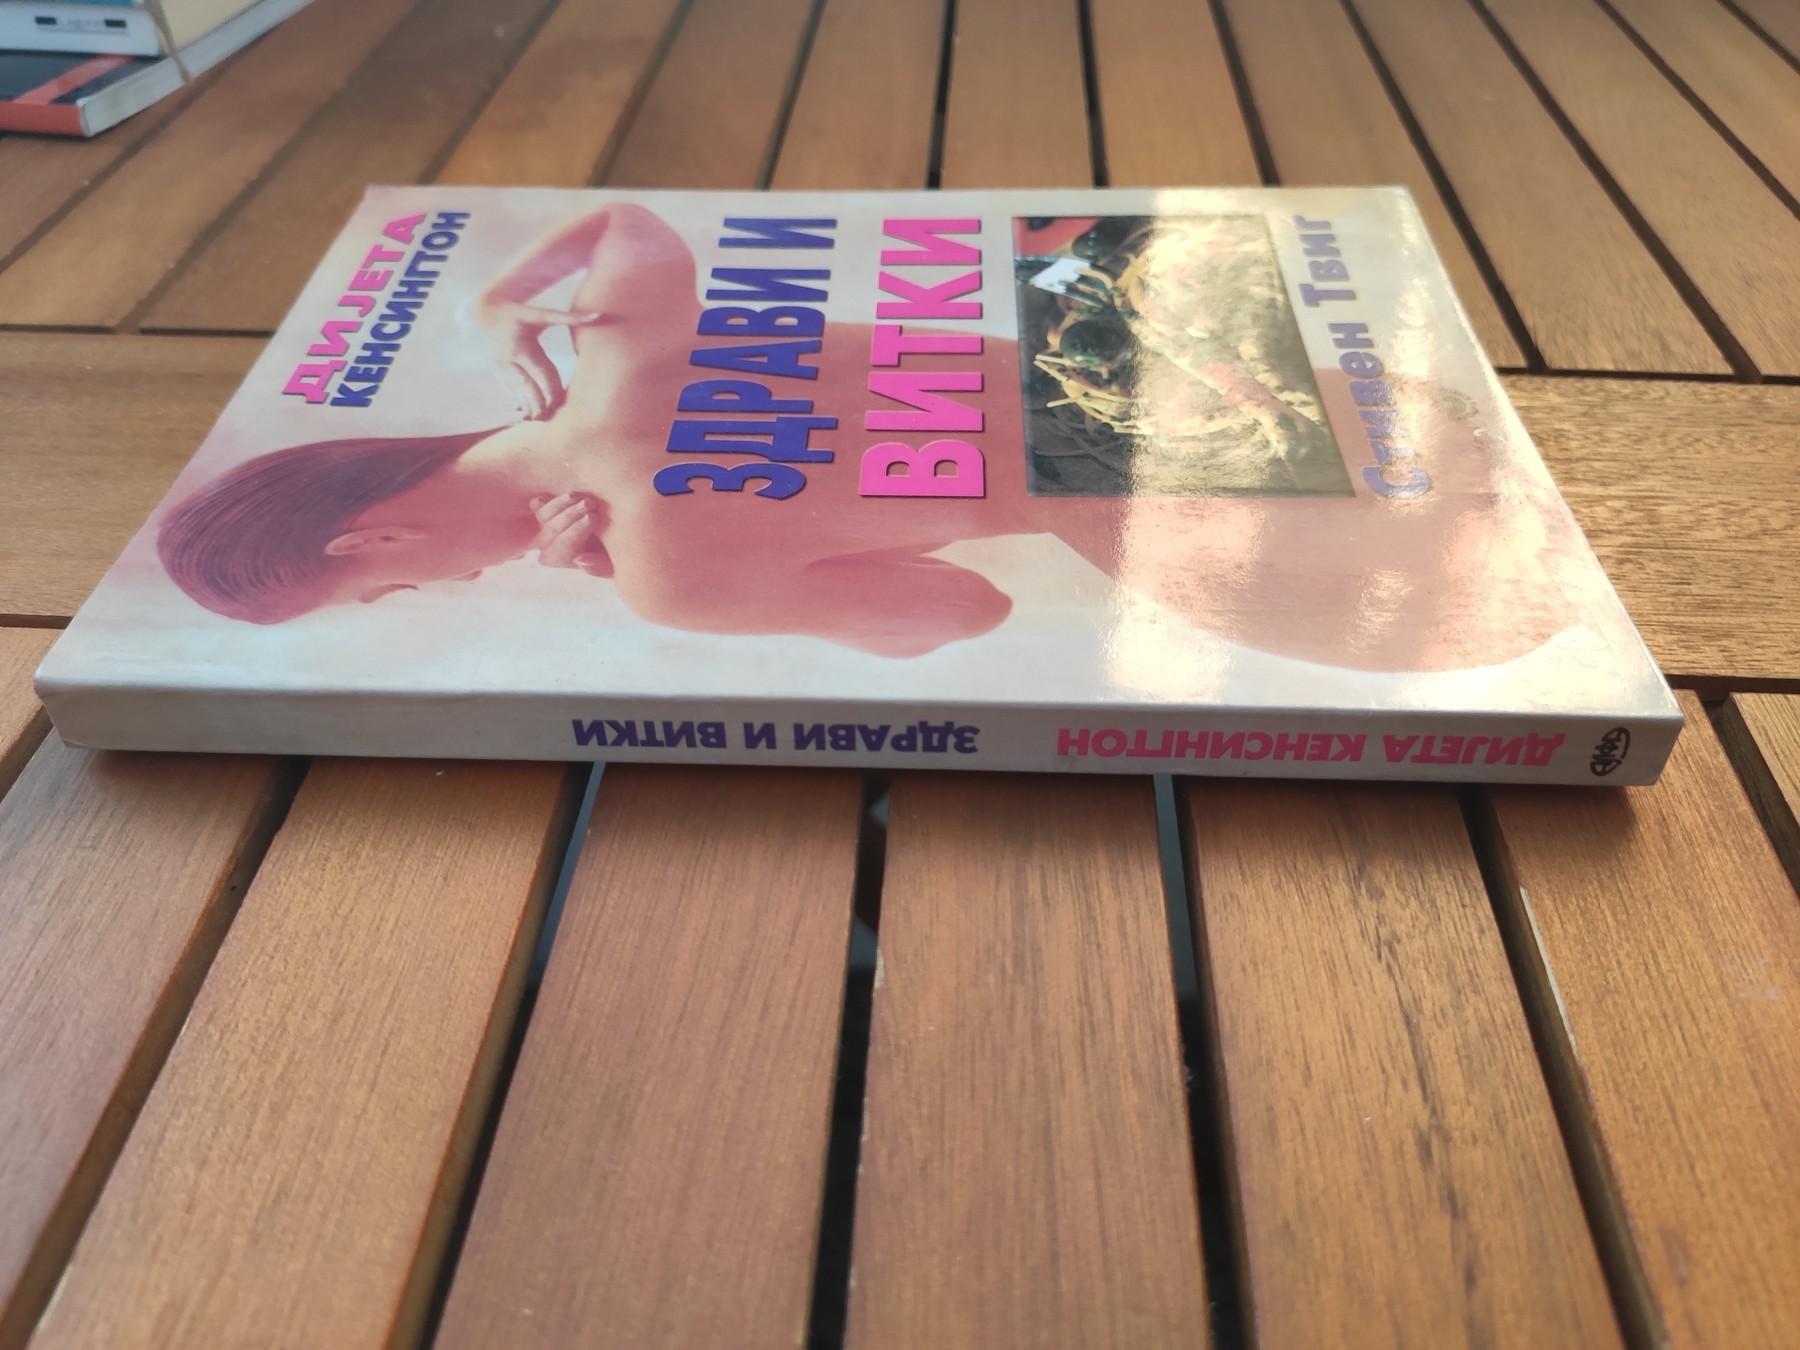 ДИЈЕТА
КЕНСИНГТОН
ЗДРАВИ И
ВИТКИ
Стивен Твиг
ДИЈЕТА КЕНСИНГТОН ЗДРАВИ И ВИТКИ